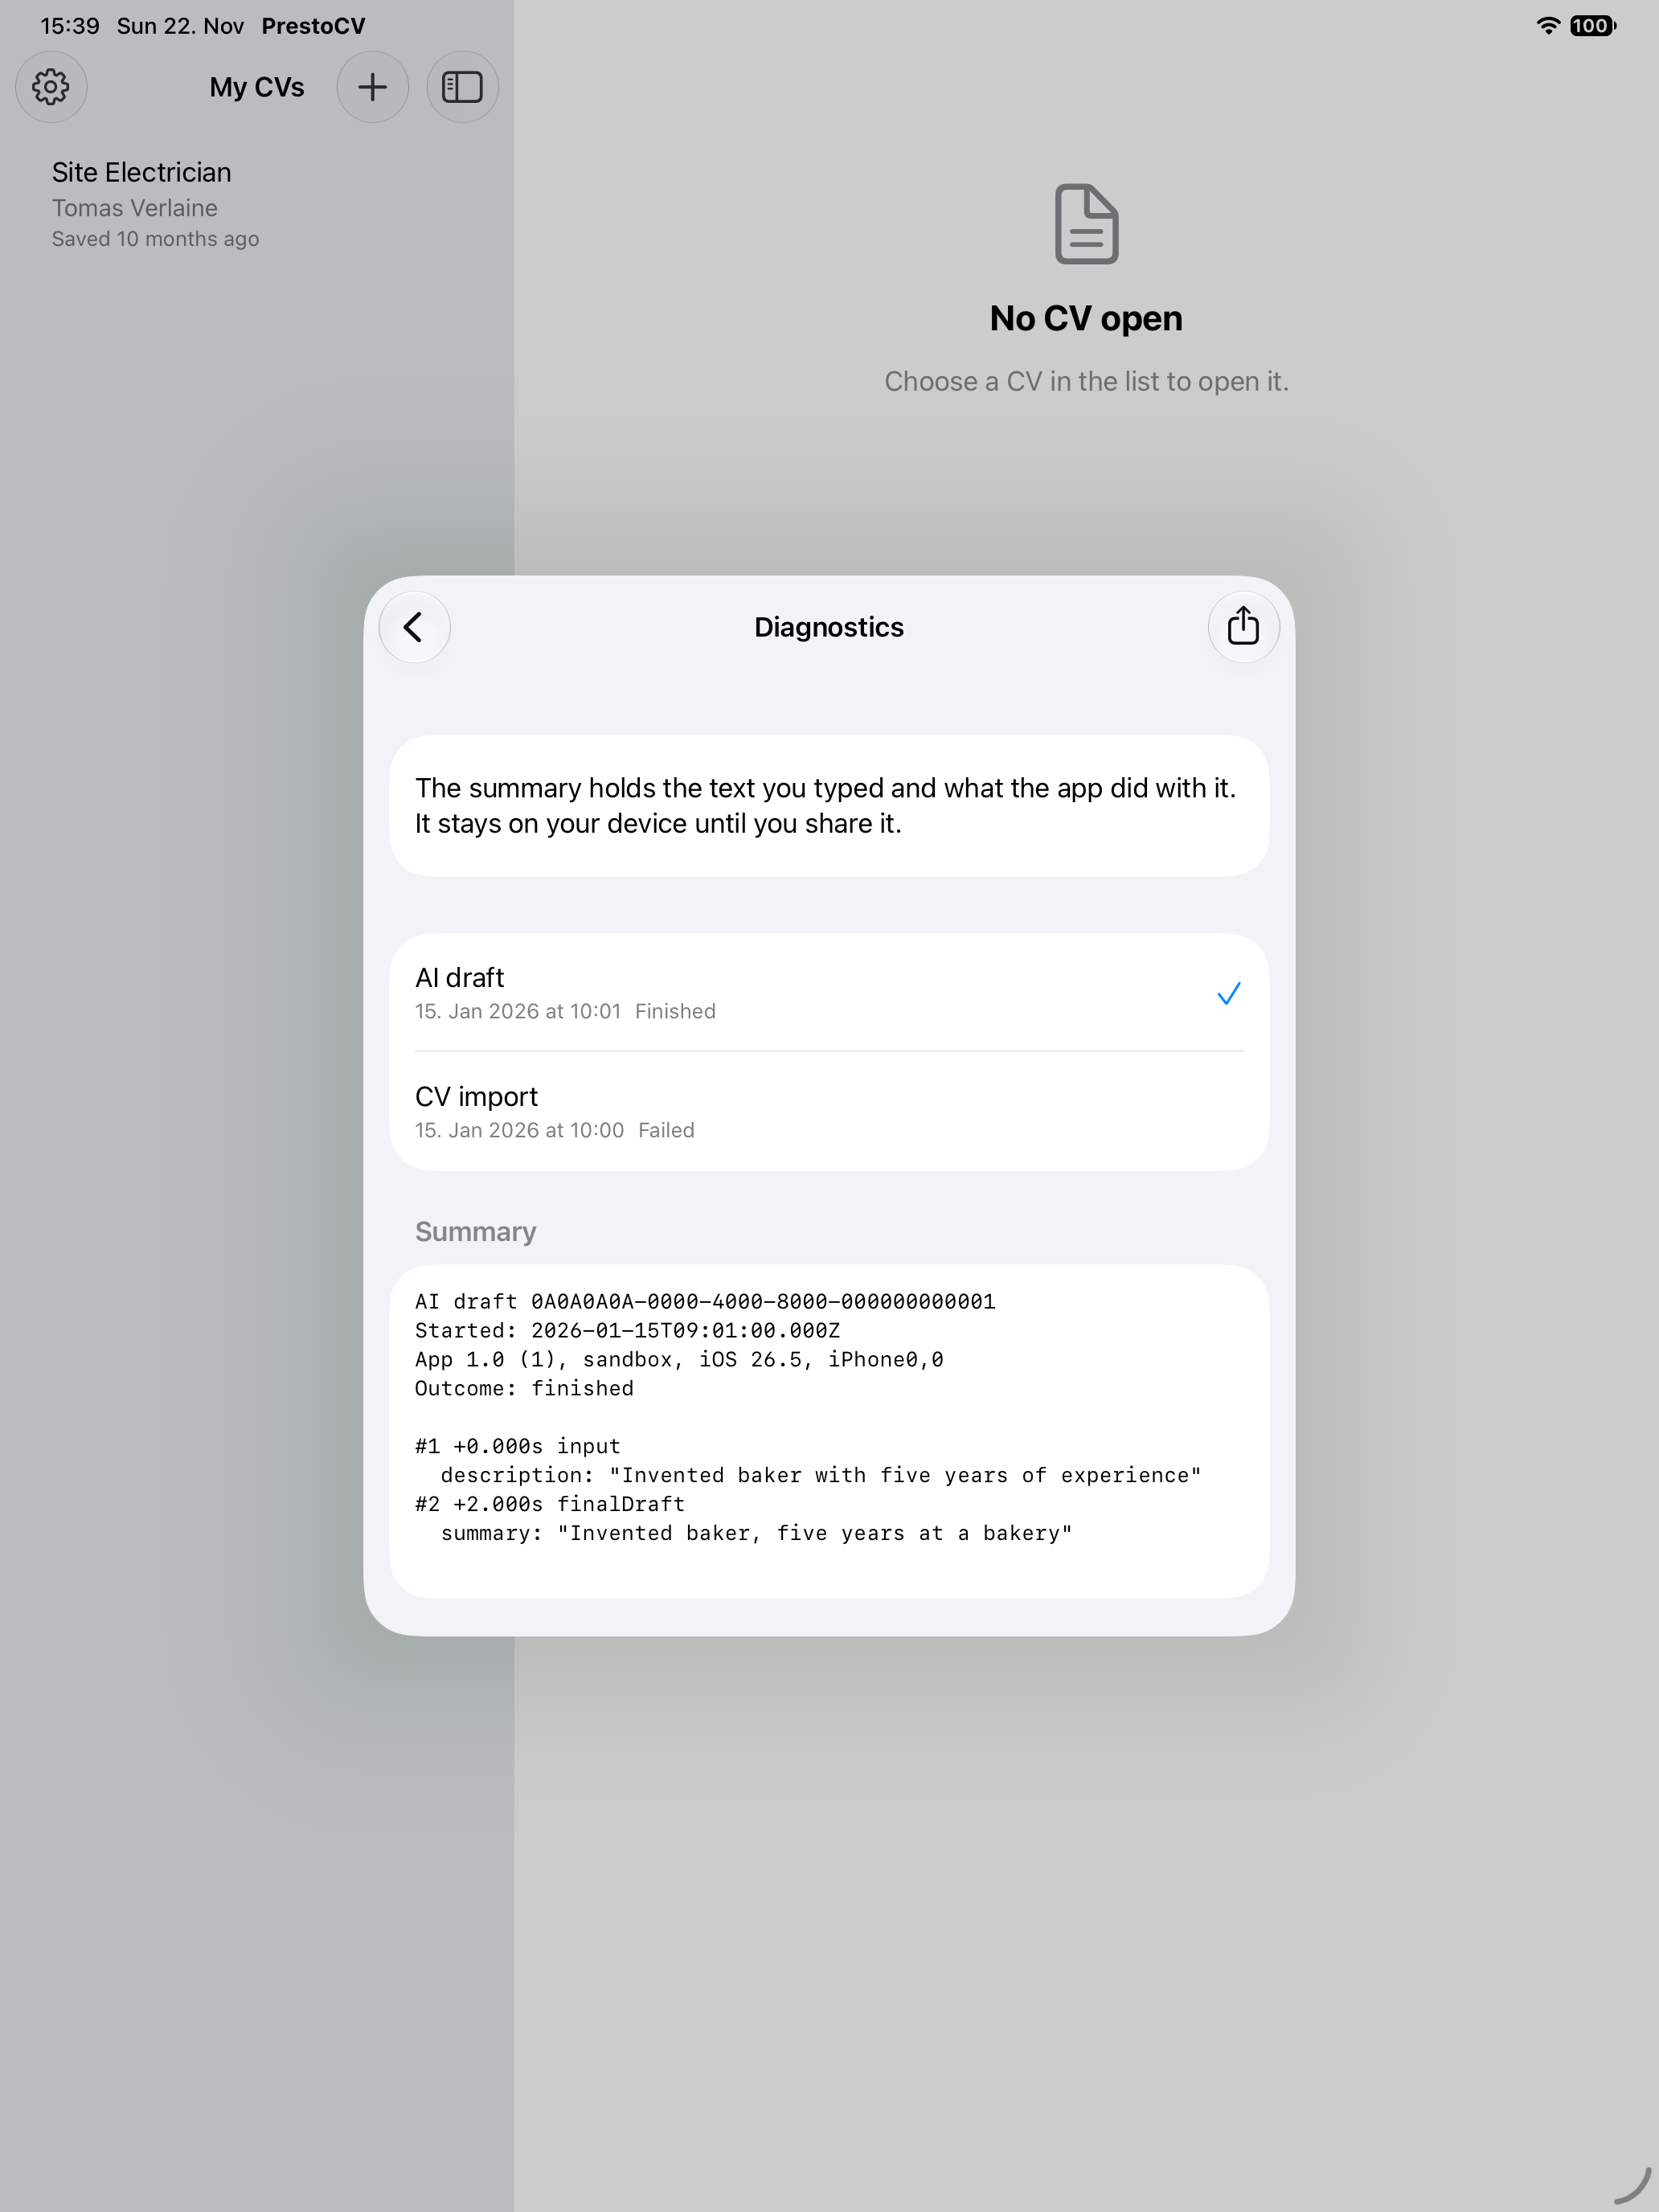 15:39 Sun 22. Nov PrestoCV
100
My CVs
Site Electrician
Tomas Verlaine
Saved 10 months ago
No CV open
Choose a CV in the list to open it.
Diagnostics
The summary holds the text you typed and what the app did with it.
It stays on your device until you share it.
AI draft
15. Jan 2026 at 10:01 Finished
CV import
15. Jan 2026 at 10:00 Failed
Summary
AI draft 0A0A0A0A-0000-4000-8000-000000000001
Started: 2026-01-15T09:01:00.000Z
App 1.0 (1), sandbox, iOS 26.5, iPhone0,0
Outcome: finished
#1 +0.000s input
description: "Invented baker with five years of experience"
#2 +2.000s finalDraft
summary: "Invented baker, five years at a bakery"